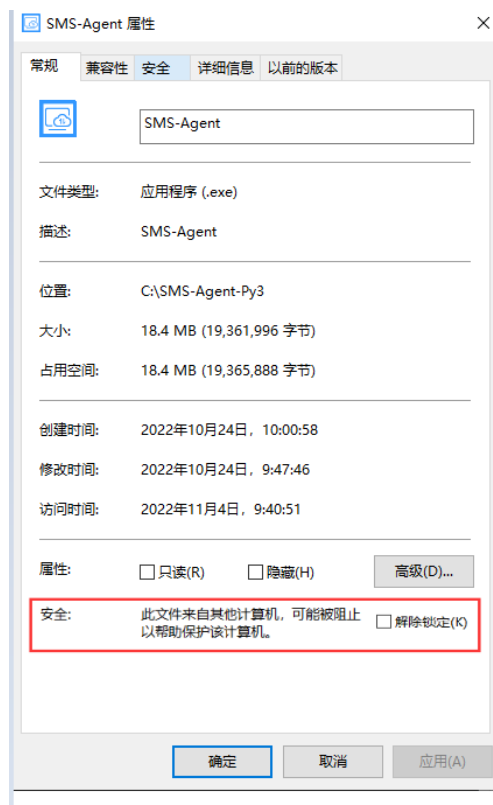 SMS-Agent 属性
常规 兼容性 安全 详细信息 以前的版本
SMS-Agent
文件类型: 应用程序 (.exe)
描述: SMS-Agent
位置: C:\SMS-Agent-Py3
大小: 18.4 MB (19,361,996 字节)
占用空间: 18.4 MB (19,365,888 字节)
创建时间: 2022年10月24日，10:00:58
修改时间: 2022年10月24日，9:47:46
访问时间: 2022年11月4日，9:40:51
属性: 只读(R) 隐藏(H) 高级(D)...
安全: 此文件来自其他计算机，可能被阻止
以帮助保护该计算机。 解除锁定(K)
确定 取消 应用(A)